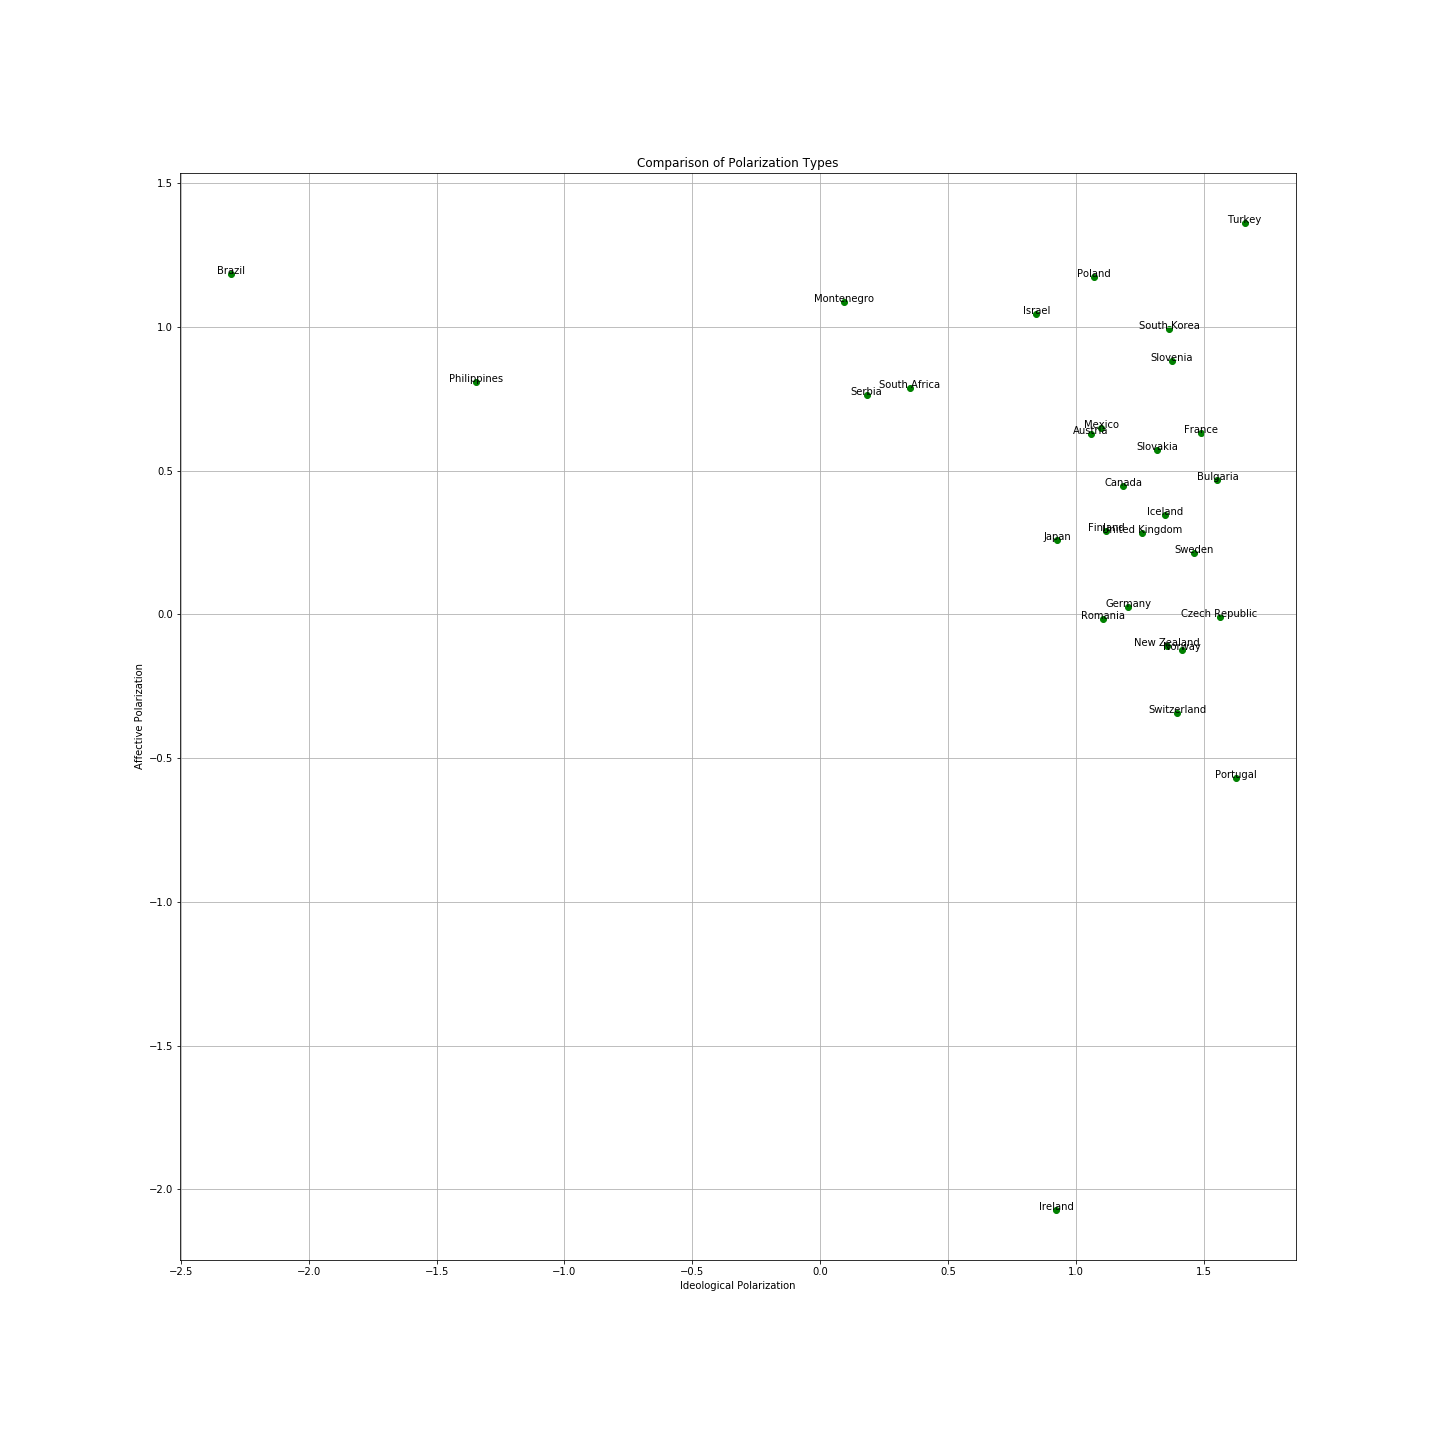 Comparison of Polarization Types
1.5
Turkey
Brazil
Poland
Montenegro
Israel
1.0
South Korea
Slovenia
Philippines
South Africa
Serbia
Mexico
Austria
France
Slovakia
0.5
Bulgaria
Canada
Iceland
Finland
United Kingdom
Japan
Sweden
Germany
0.0
Czech Republic
Romania
New Zealand
Norway
Switzerland
−0.5
Portugal
Affective Polarization
−1.0
−1.5
−2.0
Ireland
−2.5 −2.0 −1.5 −1.0 −0.5 0.0 0.5 1.0 1.5
Ideological Polarization